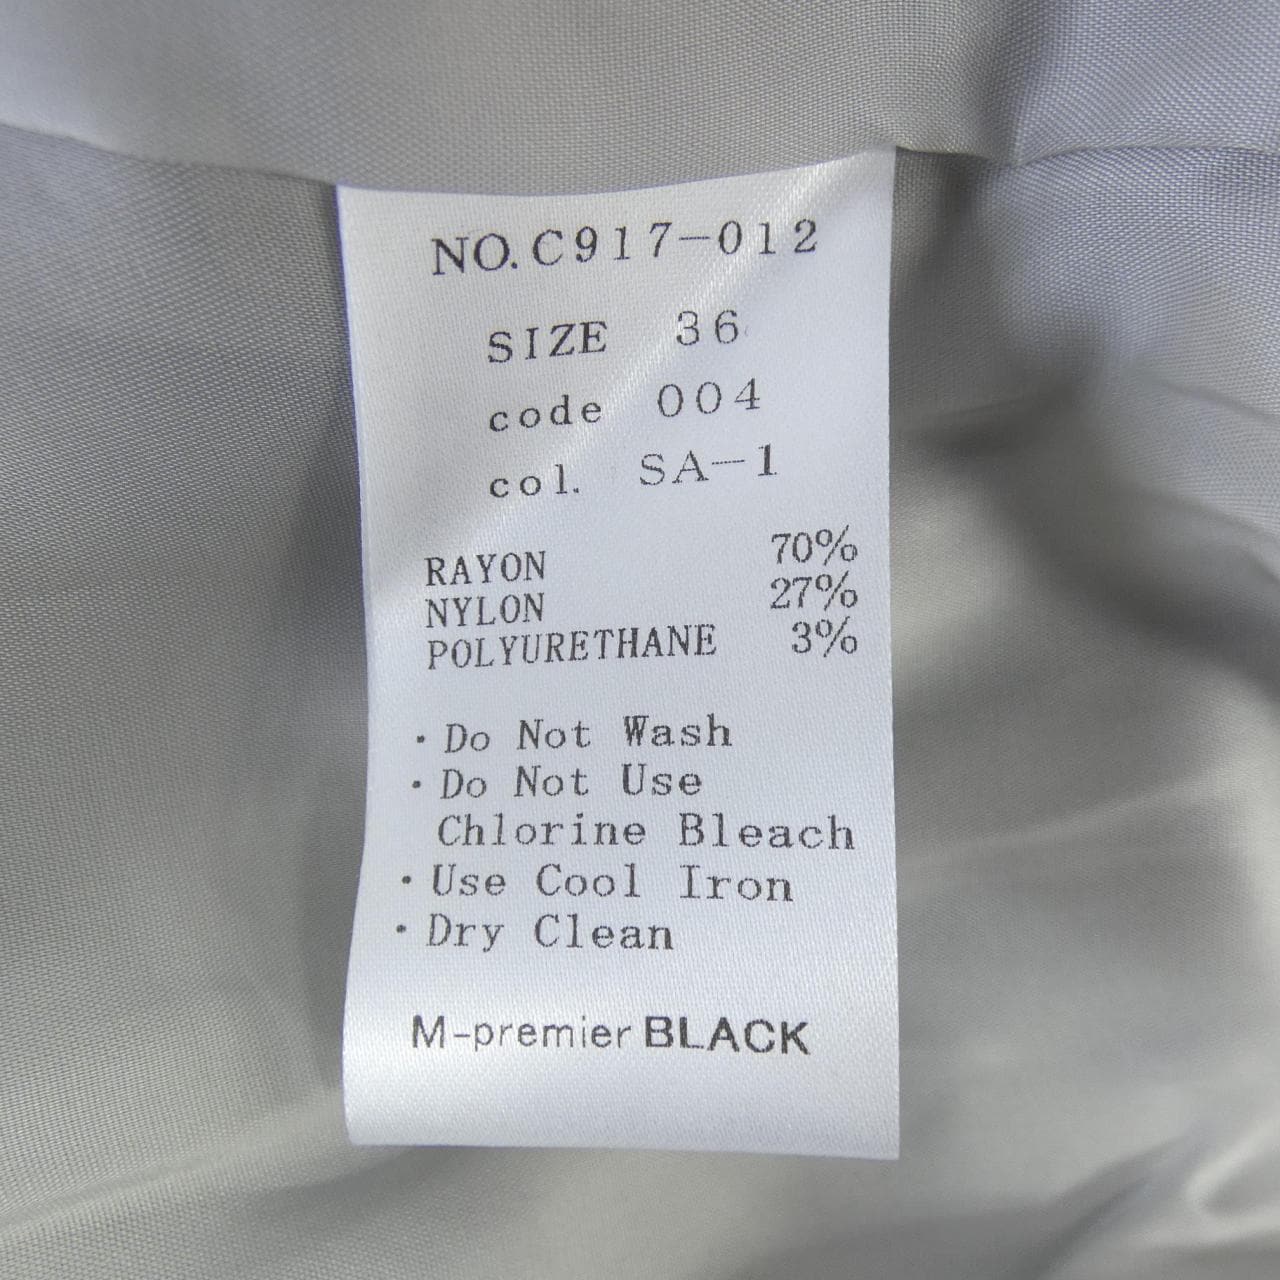 NO.C917-012
SIZE 36
code 004
col. SA-1
RAYON 70%
NYLON 27%
POLYURETHANE 3%
・Do Not Wash
・Do Not Use
Chlorine Bleach
・Use Cool Iron
・Dry Clean
M-premier BLACK